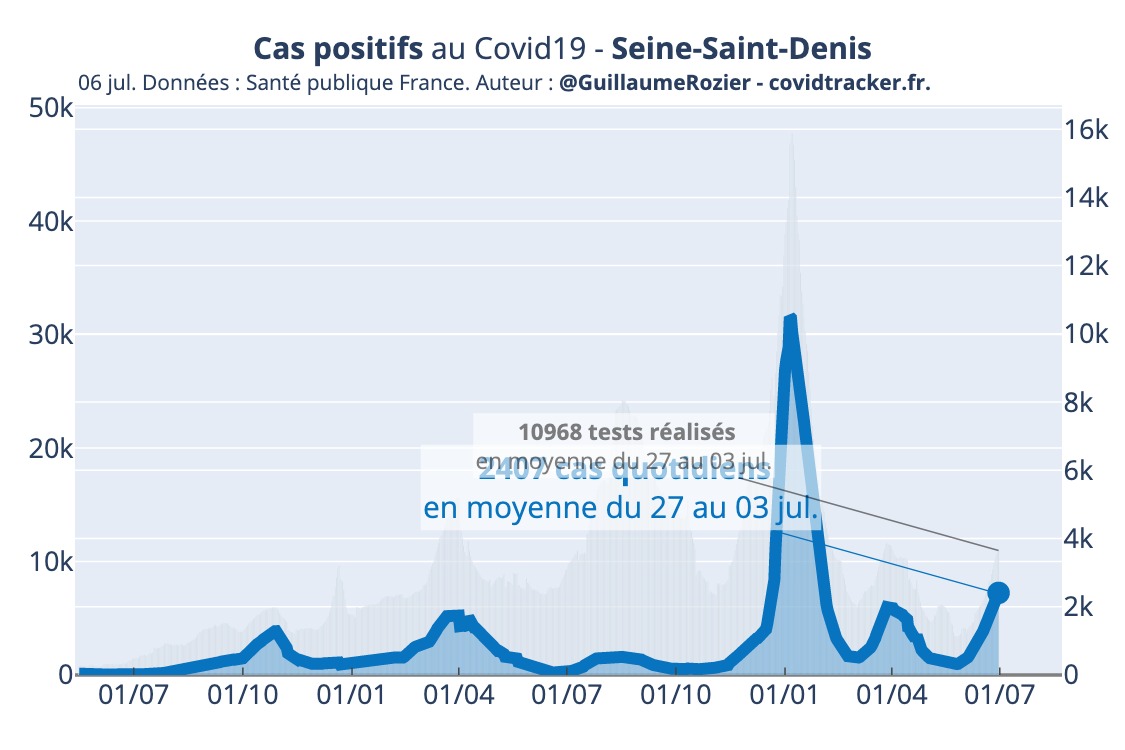 Cas positifs au Covid19 - Seine-Saint-Denis
06 jul. Données : Santé publique France. Auteur : @GuillaumeRozier - covidtracker.fr.
50k
16k
14k
40k
12k
30k
10k
8k
10968 tests réalisés
en moyenne du 27 au 03 jul.
20k
2407 cas quotidiens
6k
en moyenne du 27 au 03 jul.
4k
10k
2k
0
0
01/07 01/10 01/01 01/04 01/07 01/10 01/01 01/04 01/07